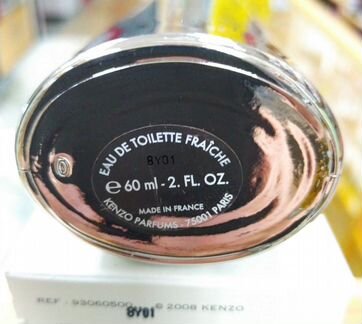 EAU DE TOILETTE FRAÎCHE
8Y01
℮ 60 ml - 2. FL. OZ.
MADE IN FRANCE
KENZO PARFUMS - 75001 PARIS
REF : 93060500 © 2008 KENZO
8Y01